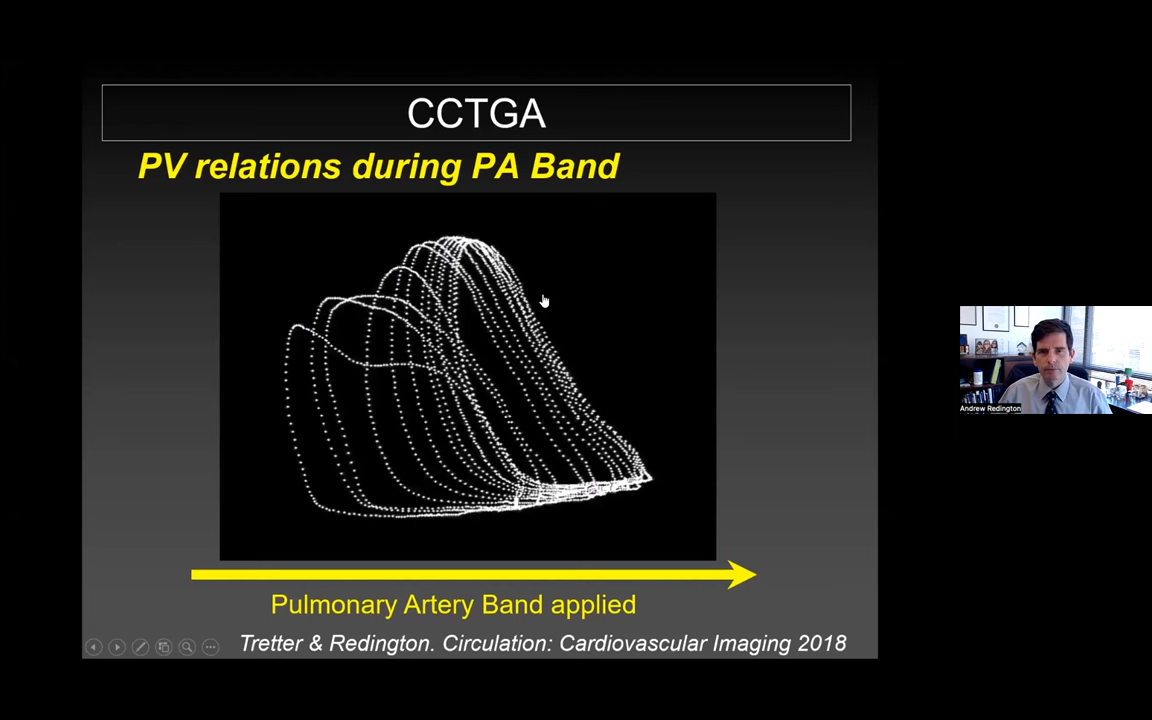 CCTGA
PV relations during PA Band
Pulmonary Artery Band applied
Tretter & Redington. Circulation: Cardiovascular Imaging 2018
Andrew Redington